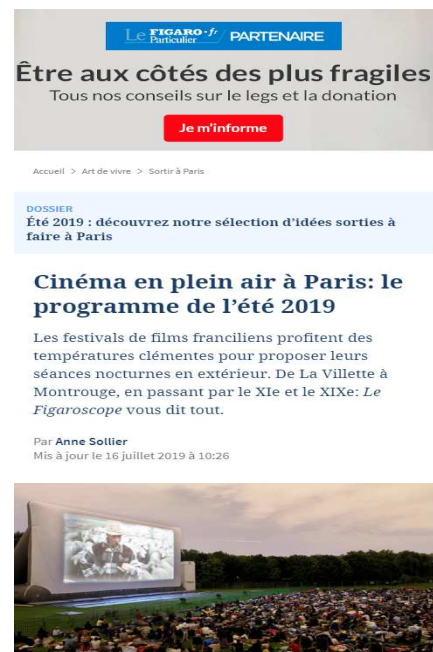 Le FIGARO·fr Particulier PARTENAIRE
Être aux côtés des plus fragiles
Tous nos conseils sur le legs et la donation
Je m'informe
Accueil > Art de vivre > Sortir à Paris
DOSSIER
Été 2019 : découvrez notre sélection d'idées sorties à
faire à Paris
Cinéma en plein air à Paris: le
programme de l'été 2019
Les festivals de films franciliens profitent des
températures clémentes pour proposer leurs
séances nocturnes en extérieur. De La Villette à
Montrouge, en passant par le XIe et le XIXe: Le
Figaroscope vous dit tout.
Par Anne Sollier
Mis à jour le 16 juillet 2019 à 10:26